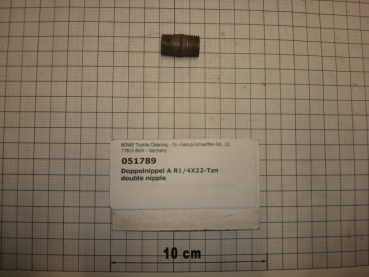 BÖWE Textile Cleaning - Dr.-Georg-Schaeffler-Str. 22
77815 Bühl - Germany
051789
Doppelnippel A R1/4X22-Tzn
double nipple
10 cm